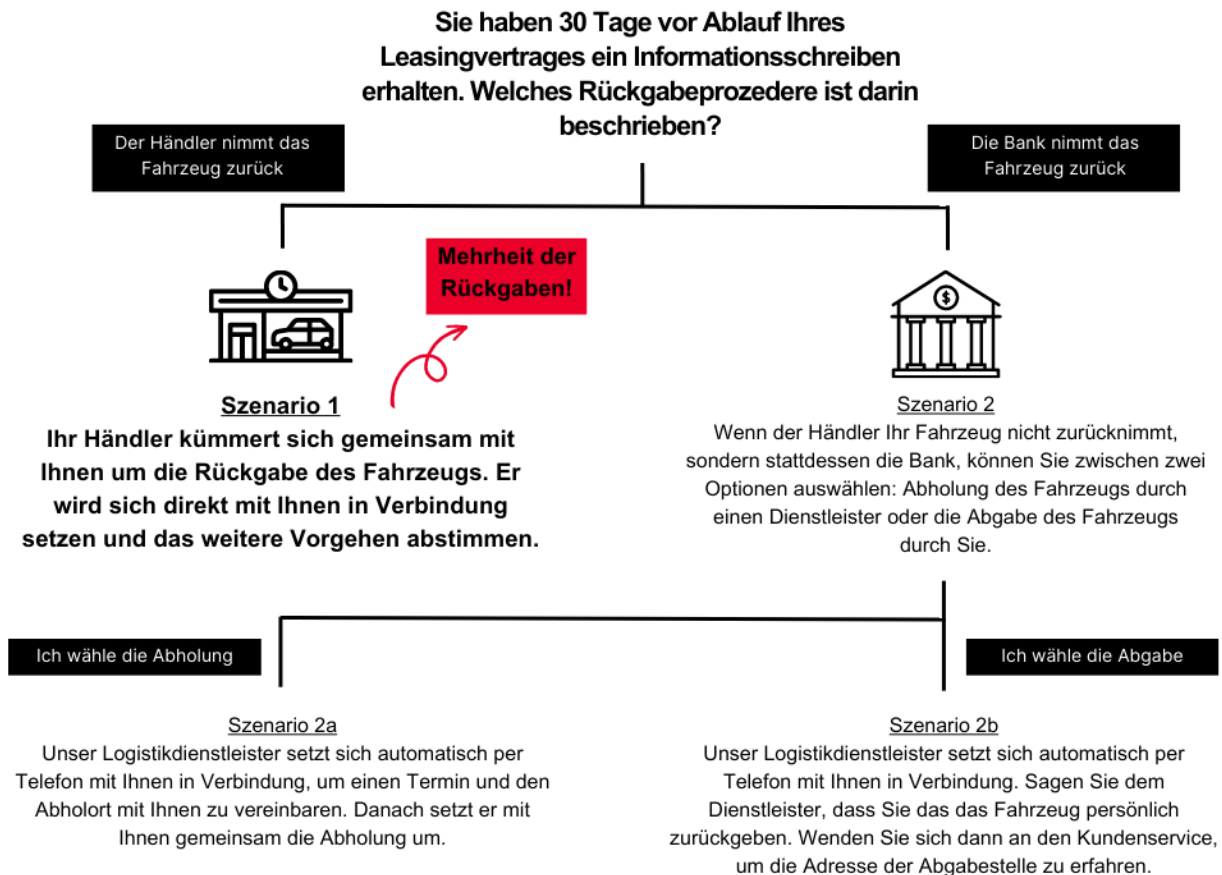 Sie haben 30 Tage vor Ablauf Ihres
Leasingvertrages ein Informationsschreiben
erhalten. Welches Rückgabeprozedere ist darin
beschrieben?
Der Händler nimmt das
Fahrzeug zurück
Die Bank nimmt das
Fahrzeug zurück
Mehrheit der
Rückgaben!
$
Szenario 1
Ihr Händler kümmert sich gemeinsam mit
Ihnen um die Rückgabe des Fahrzeugs. Er
wird sich direkt mit Ihnen in Verbindung
setzen und das weitere Vorgehen abstimmen.
Szenario 2
Wenn der Händler Ihr Fahrzeug nicht zurücknimmt,
sondern stattdessen die Bank, können Sie zwischen zwei
Optionen auswählen: Abholung des Fahrzeugs durch
einen Dienstleister oder die Abgabe des Fahrzeugs
durch Sie.
Ich wähle die Abholung
Ich wähle die Abgabe
Szenario 2a
Unser Logistikdienstleister setzt sich automatisch per
Telefon mit Ihnen in Verbindung, um einen Termin und den
Abholort mit Ihnen zu vereinbaren. Danach setzt er mit
Ihnen gemeinsam die Abholung um.
Szenario 2b
Unser Logistikdienstleister setzt sich automatisch per
Telefon mit Ihnen in Verbindung. Sagen Sie dem
Dienstleister, dass Sie das das Fahrzeug persönlich
zurückgeben. Wenden Sie sich dann an den Kundenservice,
um die Adresse der Abgabestelle zu erfahren.